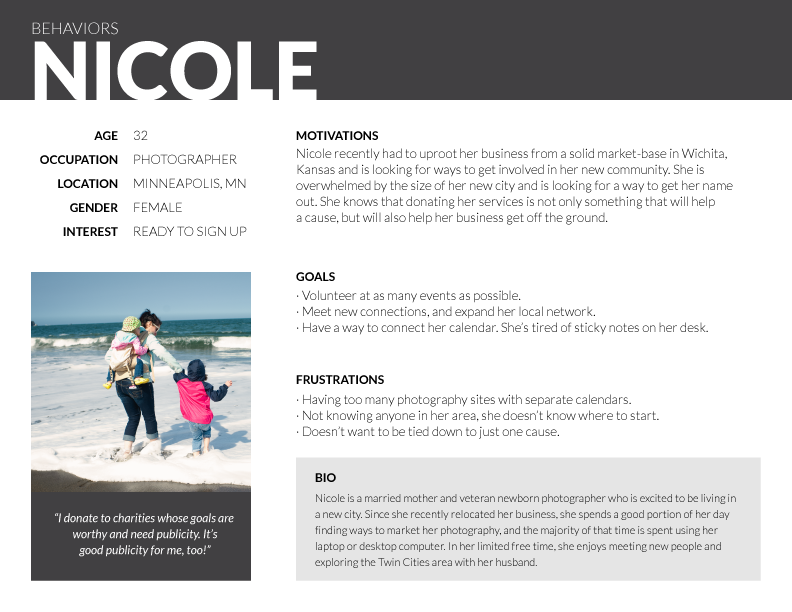 BEHAVIORS
NICOLE
AGE 32
OCCUPATION PHOTOGRAPHER
LOCATION MINNEAPOLIS, MN
GENDER FEMALE
INTEREST READY TO SIGN UP
“I donate to charities whose goals are
worthy and need publicity. It’s
good publicity for me, too!”
MOTIVATIONS
Nicole recently had to uproot her business from a solid market-base in Wichita,
Kansas and is looking for ways to get involved in her new community. She is
overwhelmed by the size of her new city and is looking for a way to get her name
out. She knows that donating her services is not only something that will help
a cause, but will also help her business get off the ground.
GOALS
· Volunteer at as many events as possible.
· Meet new connections, and expand her local network.
· Have a way to connect her calendar. She’s tired of sticky notes on her desk.
FRUSTRATIONS
· Having too many photography sites with separate calendars.
· Not knowing anyone in her area, she doesn’t know where to start.
· Doesn’t want to be tied down to just one cause.
BIO
Nicole is a married mother and veteran newborn photographer who is excited to be living in
a new city. Since she recently relocated her business, she spends a good portion of her day
finding ways to market her photography, and the majority of that time is spent using her
laptop or desktop computer. In her limited free time, she enjoys meeting new people and
exploring the Twin Cities area with her husband.